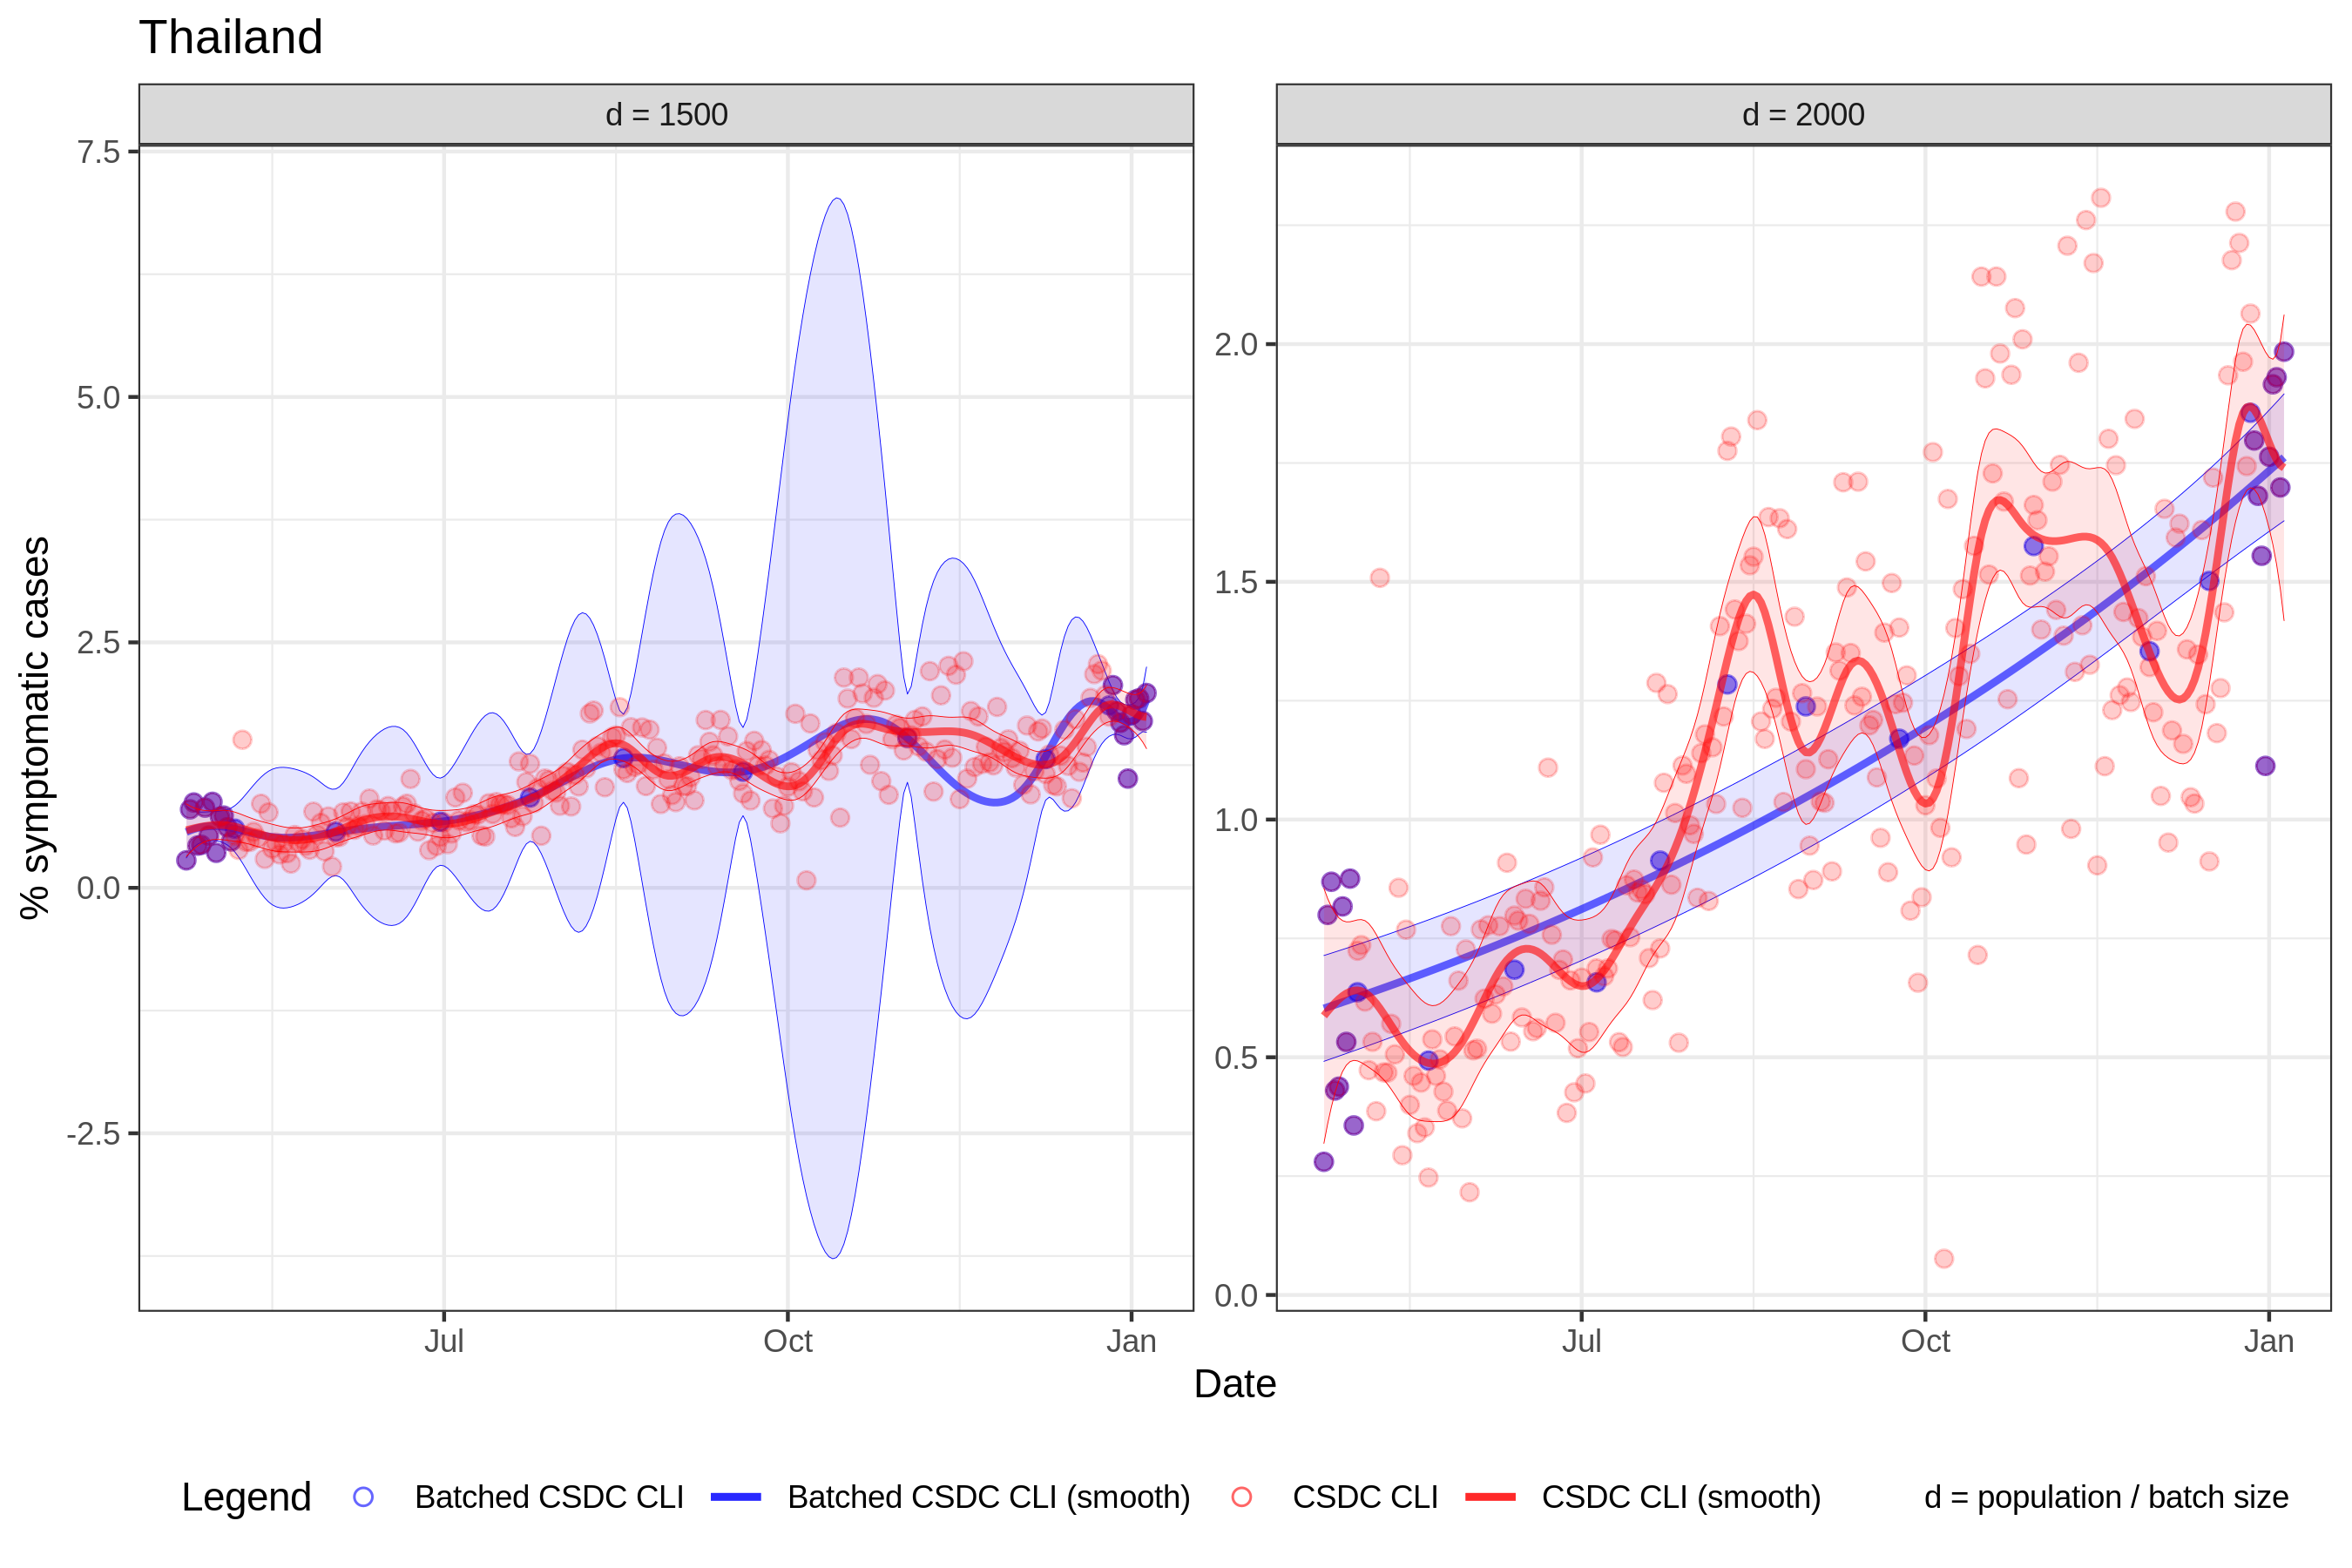 Thailand
d = 1500
d = 2000
7.5
5.0
2.5
0.0
-2.5
2.0
1.5
1.0
0.5
0.0
% symptomatic cases
Jul
Oct
Jan
Jul
Oct
Jan
Date
Legend
Batched CSDC CLI
Batched CSDC CLI (smooth)
CSDC CLI
CSDC CLI (smooth)
d = population / batch size